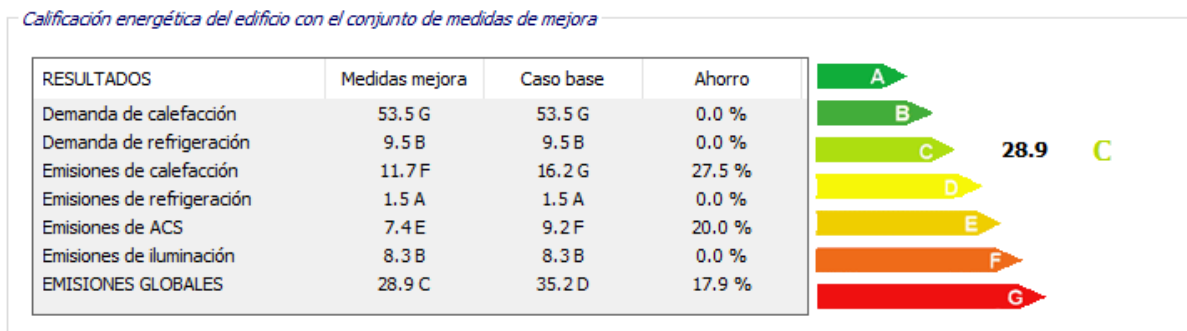 Calificación energética del edificio con el conjunto de medidas de mejora
RESULTADOS Medidas mejora Caso base Ahorro
Demanda de calefacción 53.5 G 53.5 G 0.0 %
Demanda de refrigeración 9.5 B 9.5 B 0.0 %
Emisiones de calefacción 11.7 F 16.2 G 27.5 %
Emisiones de refrigeración 1.5 A 1.5 A 0.0 %
Emisiones de ACS 7.4 E 9.2 F 20.0 %
Emisiones de iluminación 8.3 B 8.3 B 0.0 %
EMISIONES GLOBALES 28.9 C 35.2 D 17.9 %
A
B
C 28.9 C
D
E
F
G